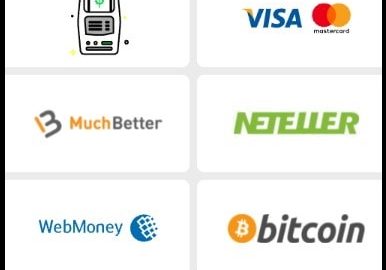 VISA
mastercard
MuchBetter
NETELLER
WebMoney
bitcoin